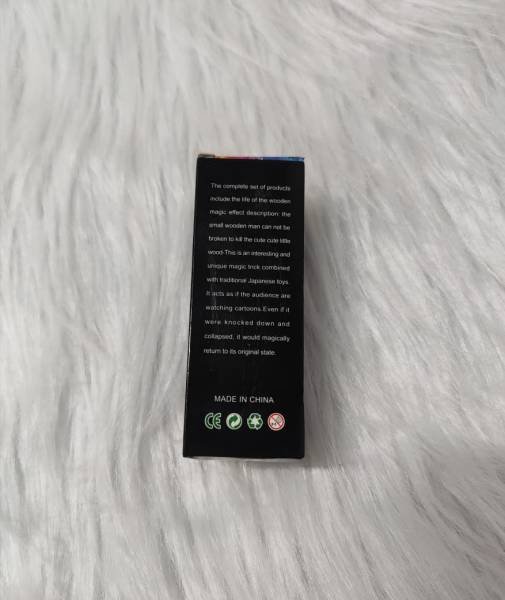 The complete set of products
include the life of the wooden
magic effect description: the
small wooden man can not be
broken to kill the cute cute little
wood-This is an interesting and
unique magic trick combined
with traditional Japanese toys.
It acts as if the audience are
watching cartoons.Even if it
were knocked down and
collapsed, it would magically
return to its original state.
MADE IN CHINA
CE